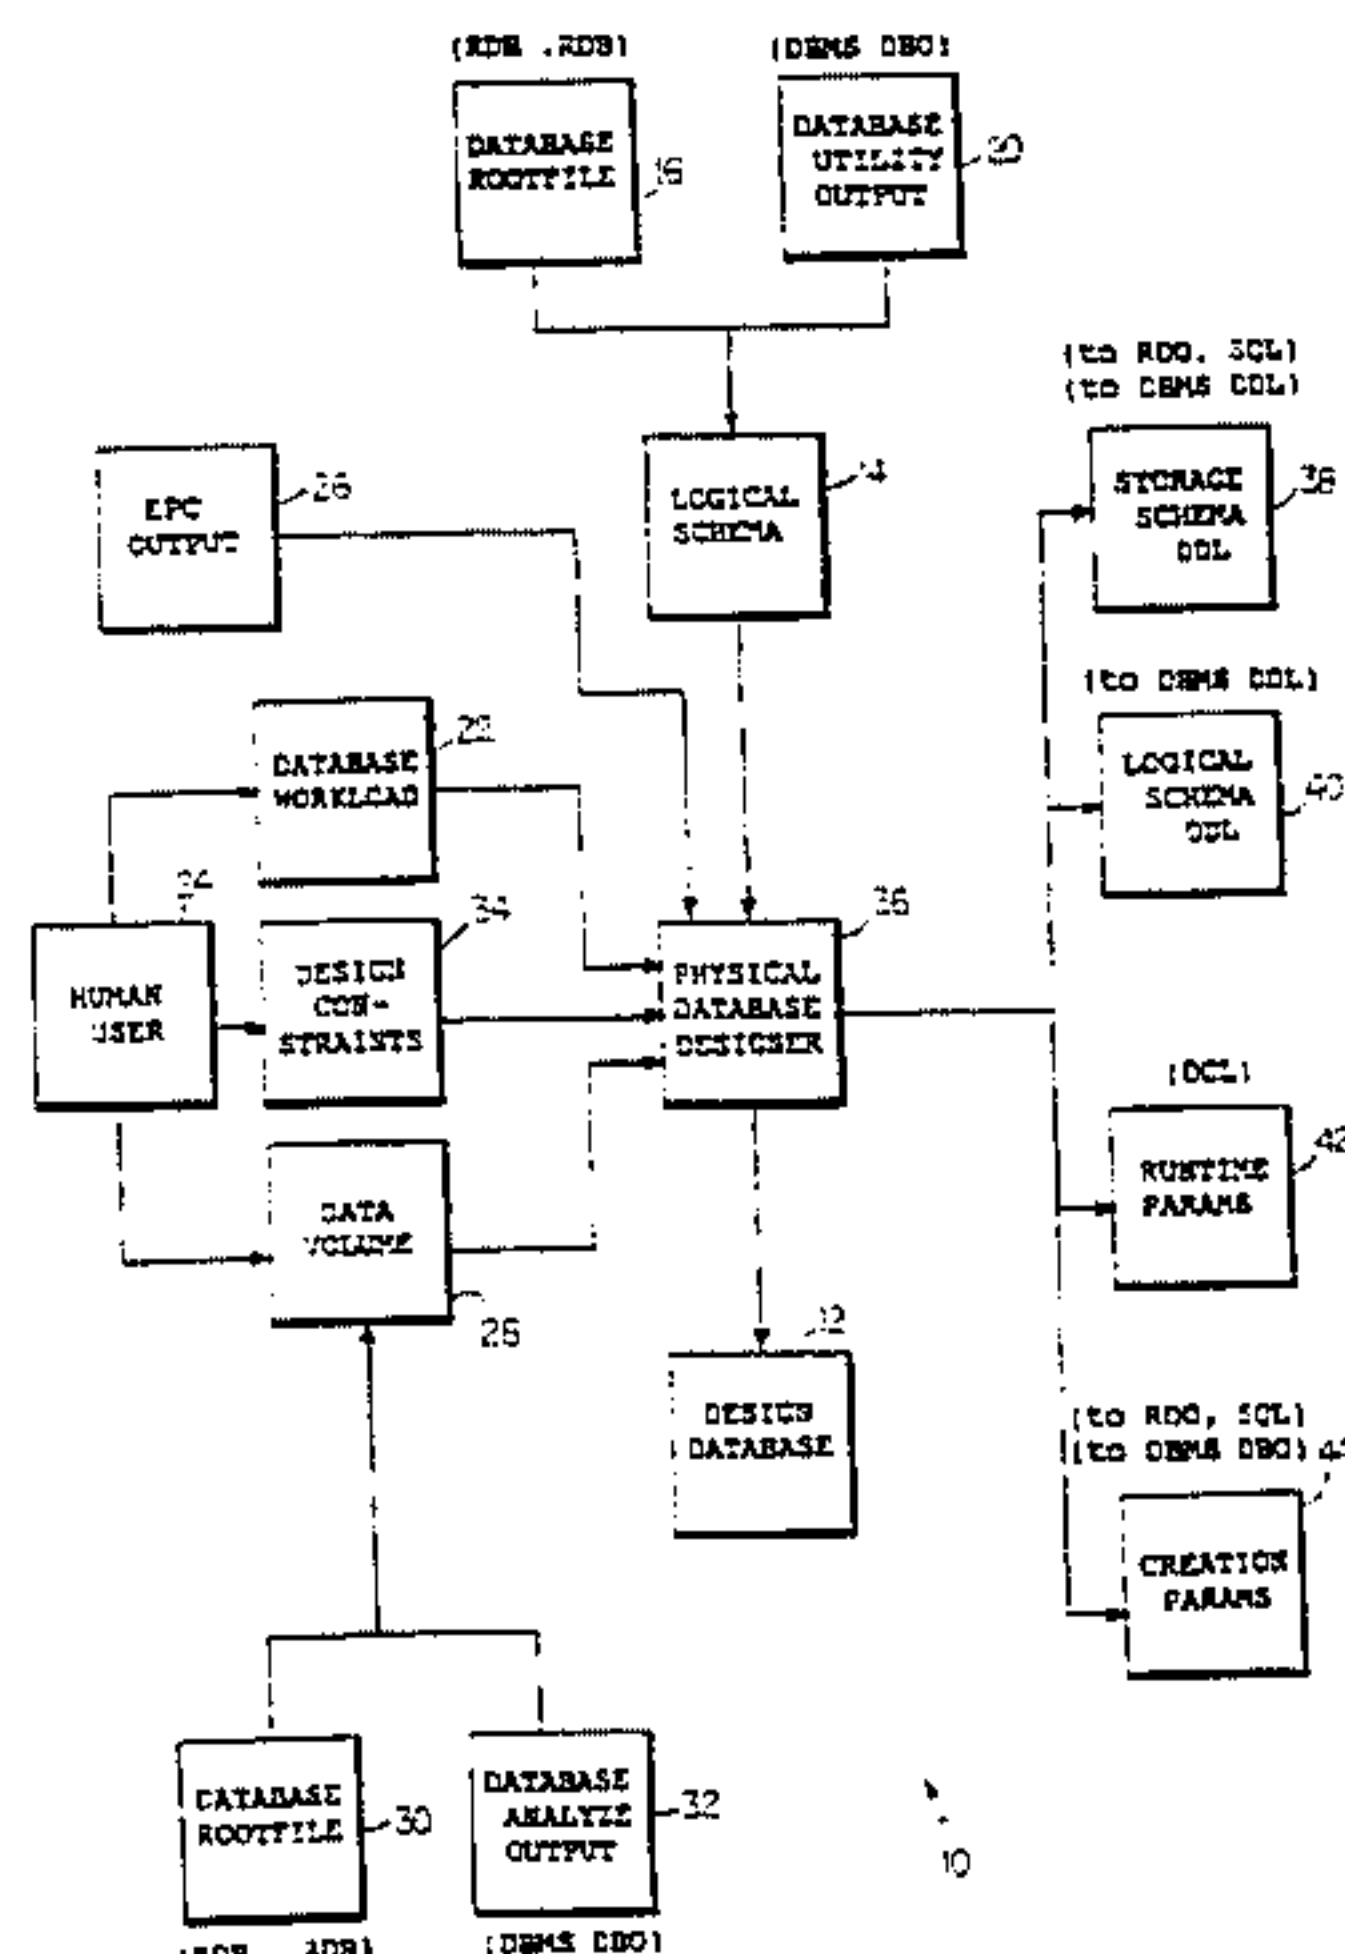 (RDB .RDB)
(DBMS DBO)
DATABASE
ROOTFILE
16
DATABASE
UTILITY
OUTPUT
(to RDO, SQL)
(to DBMS DDL)
EPC
OUTPUT
26
LOGICAL
SCHEMA
14
STORAGE
SCHEMA
DDL
38
(to DBMS DDL)
DATABASE
WORKLOAD
22
LOGICAL
SCHEMA
DDL
40
HUMAN
USER
DESIGN
CON-
STRAINTS
PHYSICAL
DATABASE
DESIGNER
36
(DCL)
RUNTIME
PARAMS
42
DATA
VOLUME
28
12
DESIGN
DATABASE
(to RDO, SQL)
(to DBMS DBO)
CREATION
PARAMS
DATABASE
ROOTFILE
30
DATABASE
ANALYZE
OUTPUT
32
10
(DBMS DBO)